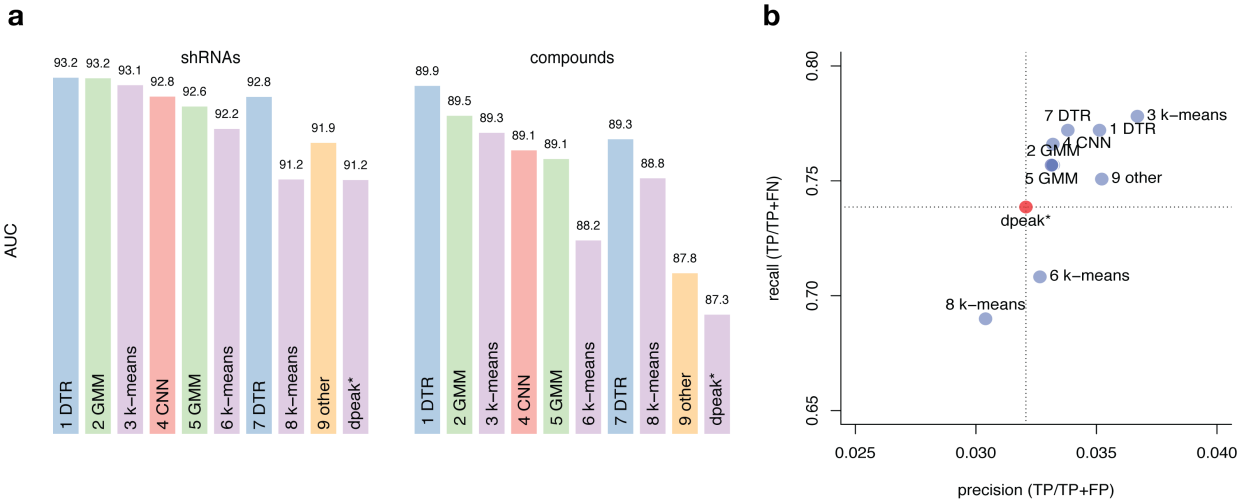 a
shRNAs
93.2
93.2
93.1
92.8
92.6
92.2
92.8
91.2
91.9
91.2
1 DTR
2 GMM
3 k−means
4 CNN
5 GMM
6 k−means
7 DTR
8 k−means
9 other
dpeak*
AUC
compounds
89.9
89.5
89.3
89.1
89.1
88.2
89.3
88.8
87.8
87.3
1 DTR
2 GMM
3 k−means
4 CNN
5 GMM
6 k−means
7 DTR
8 k−means
9 other
dpeak*
b
0.80
0.75
0.70
0.65
recall (TP/TP+FN)
7 DTR
3 k−means
1 DTR
4 CNN
2 GMM
5 GMM
9 other
dpeak*
6 k−means
8 k−means
0.025
0.030
0.035
0.040
precision (TP/TP+FP)